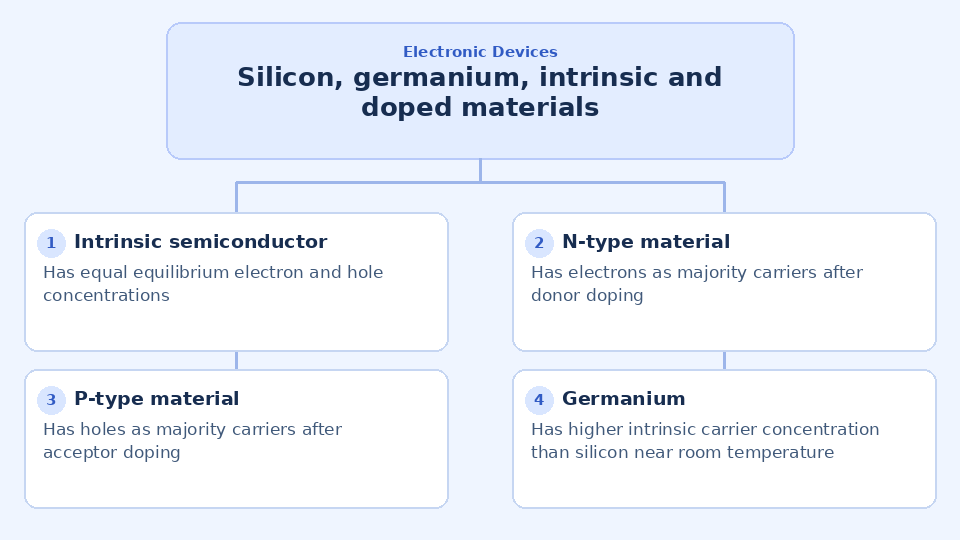 Electronic Devices
Silicon, germanium, intrinsic and
doped materials
1 Intrinsic semiconductor
Has equal equilibrium electron and hole
concentrations
2 N-type material
Has electrons as majority carriers after
donor doping
3 P-type material
Has holes as majority carriers after
acceptor doping
4 Germanium
Has higher intrinsic carrier concentration
than silicon near room temperature